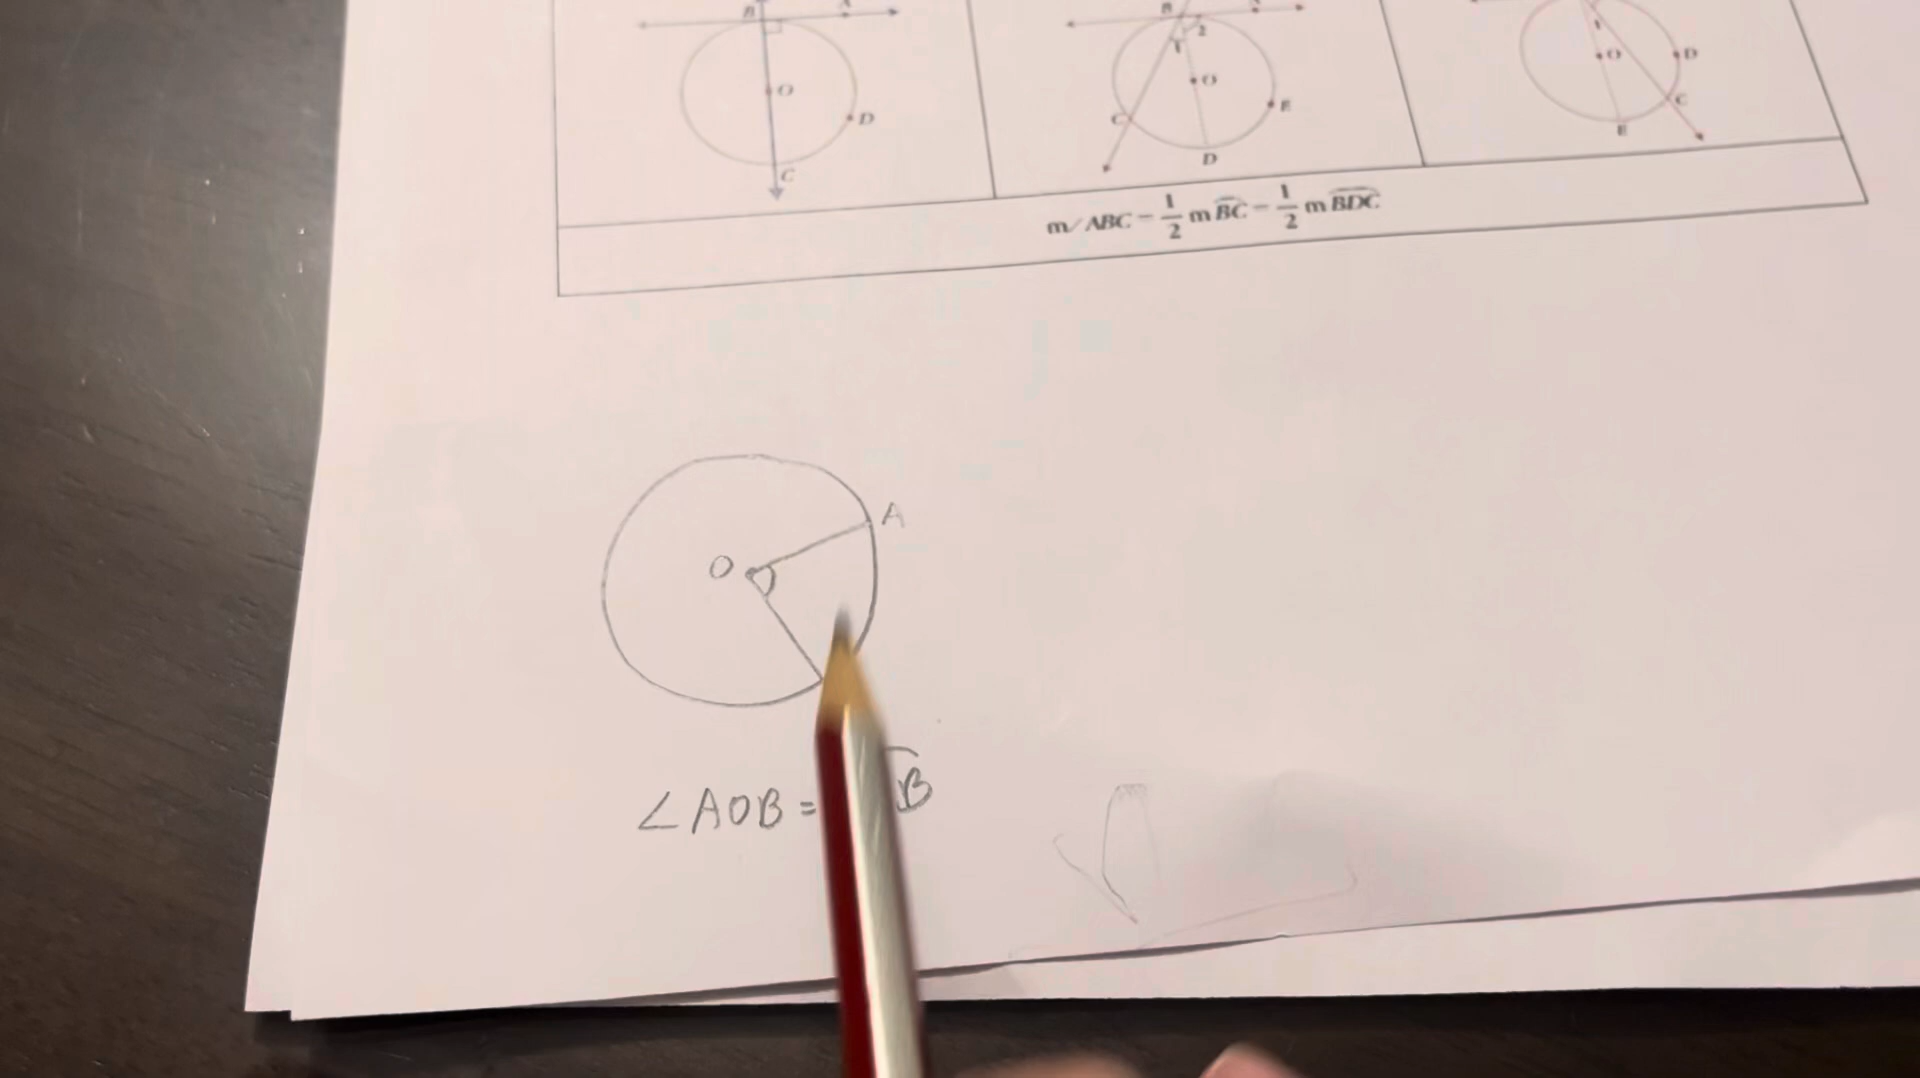 B A
O
D
C
B
2
1
O
C
E
D
1
O
D
C
E
m∠ABC = 1/2 m BC = 1/2 m BDC
A
O
∠AOB = B